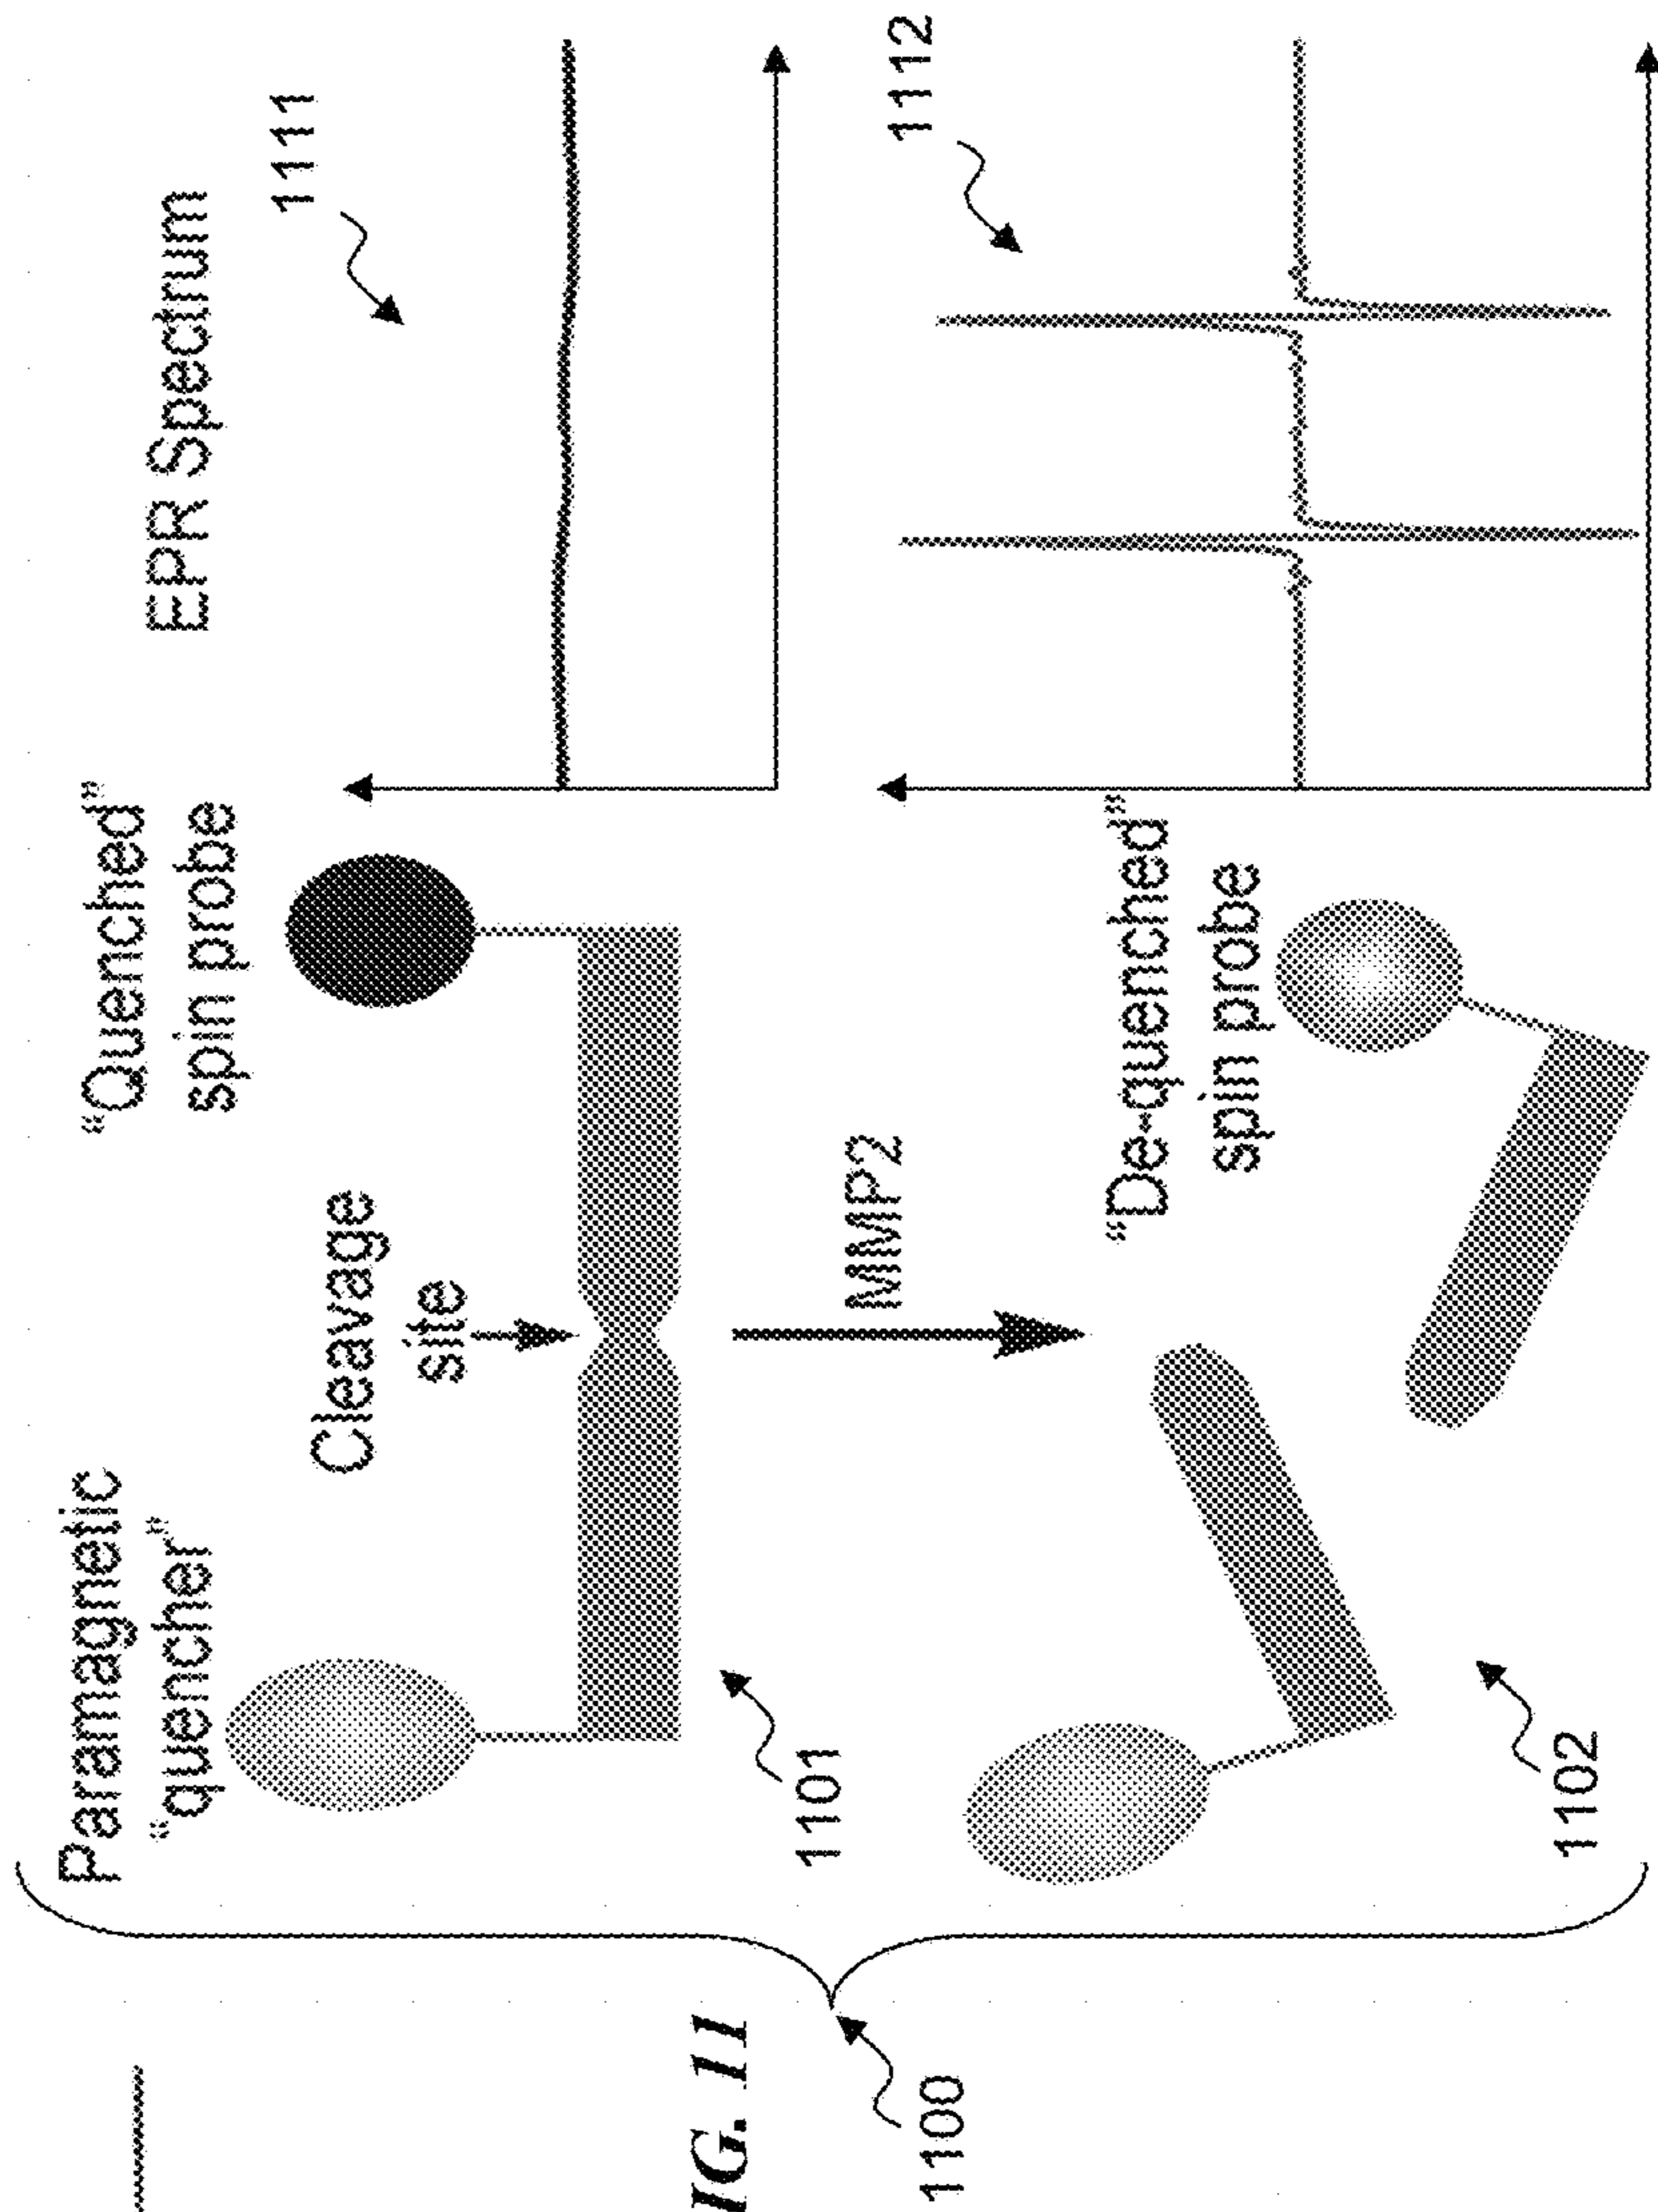 Paramagnetic
“quencher”
Cleavage
site
“Quenched”
spin probe
EPR Spectrum
1111
1101
MMP2
“De-quenched”
spin probe
1112
1102
IG. 11
1100